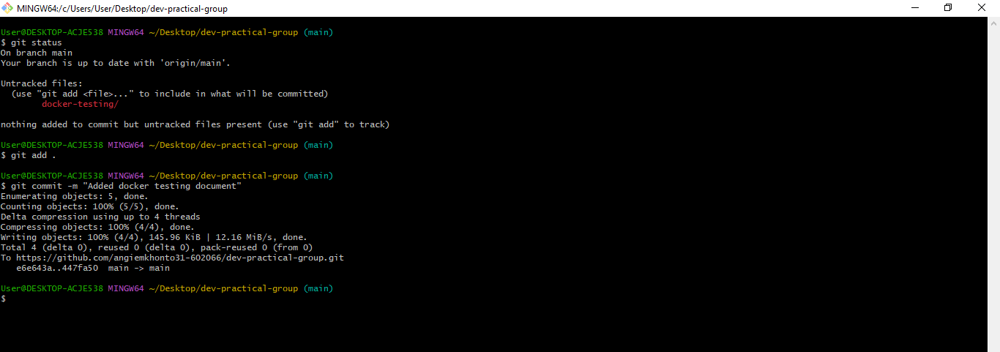 MINGW64:/c/Users/User/Desktop/dev-practical-group
User@DESKTOP-ACJE538 MINGW64 ~/Desktop/dev-practical-group (main)
$ git status
On branch main
Your branch is up to date with 'origin/main'.
Untracked files:
(use "git add <file>..." to include in what will be committed)
docker-testing/
nothing added to commit but untracked files present (use "git add" to track)
User@DESKTOP-ACJE538 MINGW64 ~/Desktop/dev-practical-group (main)
$ git add .
User@DESKTOP-ACJE538 MINGW64 ~/Desktop/dev-practical-group (main)
$ git commit -m "Added docker testing document"
Enumerating objects: 5, done.
Counting objects: 100% (5/5), done.
Delta compression using up to 4 threads
Compressing objects: 100% (4/4), done.
Writing objects: 100% (4/4), 145.96 KiB | 12.16 MiB/s, done.
Total 4 (delta 0), reused 0 (delta 0), pack-reused 0 (from 0)
To https://github.com/angiemkhonto31-602066/dev-practical-group.git
e6e643a..447fa50  main -> main
User@DESKTOP-ACJE538 MINGW64 ~/Desktop/dev-practical-group (main)
$